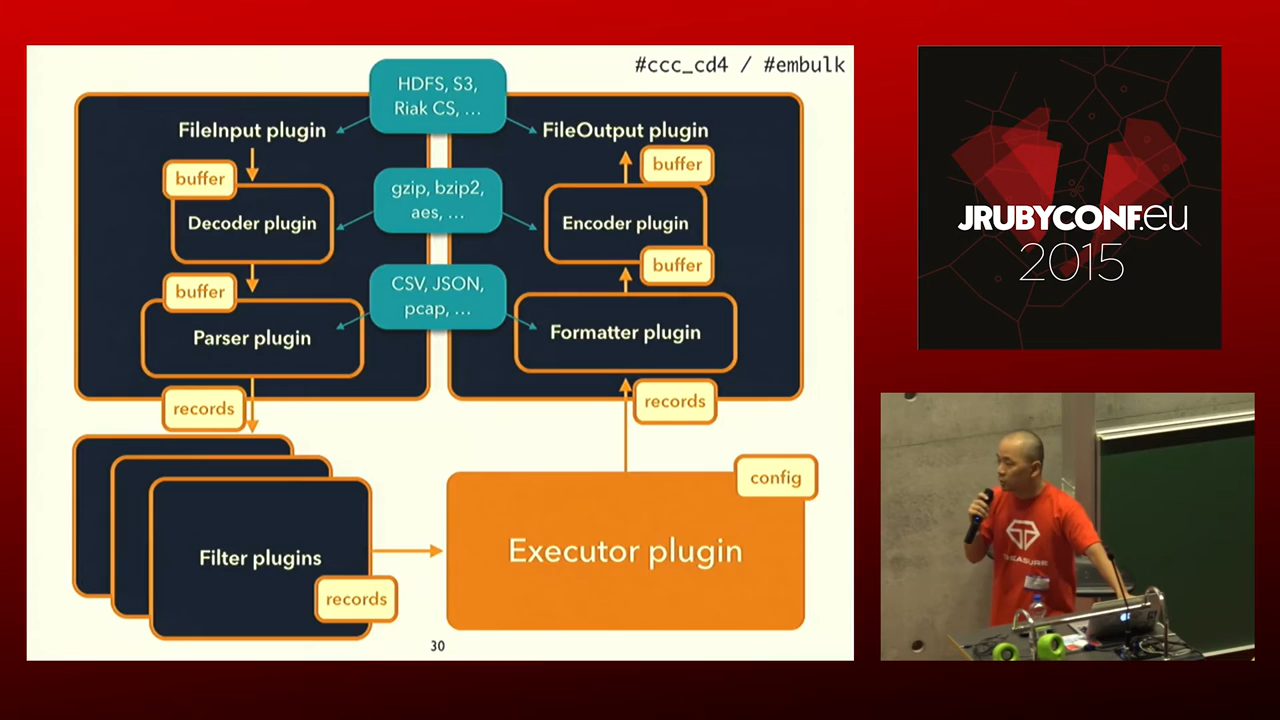 #ccc_cd4 / #embulk
HDFS, S3,
Riak CS, ...
FileInput plugin
FileOutput plugin
buffer
buffer
gzip, bzip2,
aes, ...
Decoder plugin
Encoder plugin
buffer
buffer
CSV, JSON,
pcap, ...
Parser plugin
Formatter plugin
records
records
config
Filter plugins
Executor plugin
records
30
JRUBYCONF.eu
2015
TREASURE